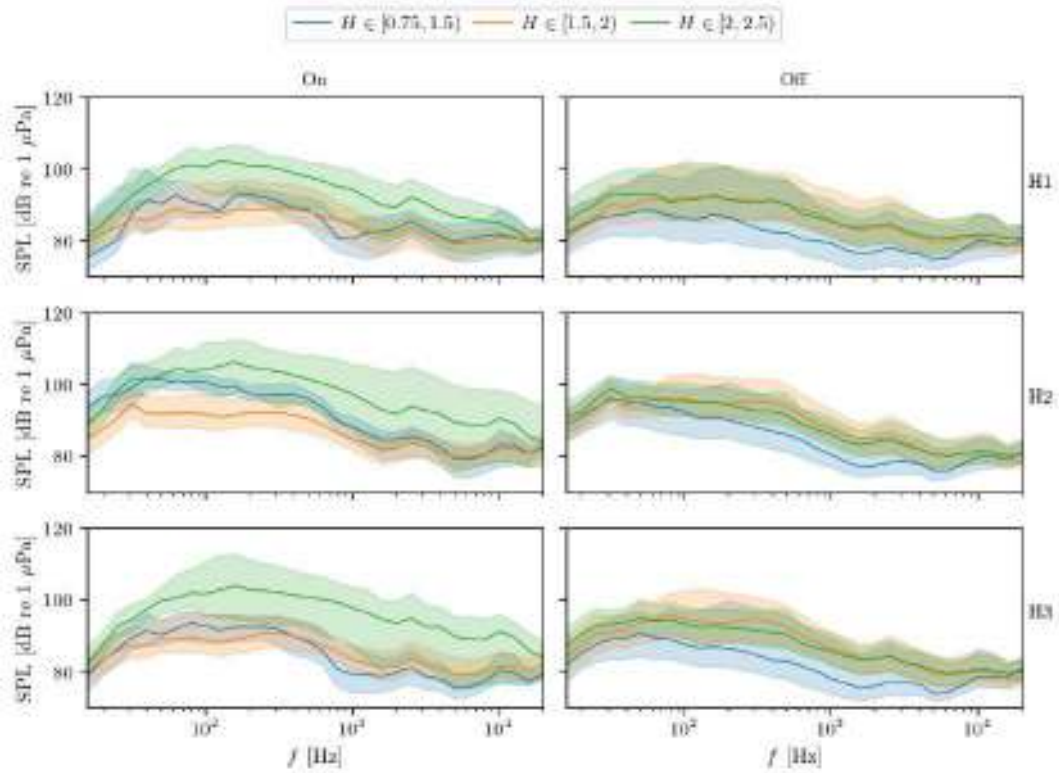 H ∈ [0.75, 1.5) H ∈ [1.5, 2) H ∈ [2, 2.5)
On Off
120
100
80
SPL [dB re 1 μPa]
H1
120
100
80
SPL [dB re 1 μPa]
H2
120
100
80
SPL [dB re 1 μPa]
H3
10² 10³ 10⁴ 10² 10³ 10⁴
f [Hz] f [Hz]